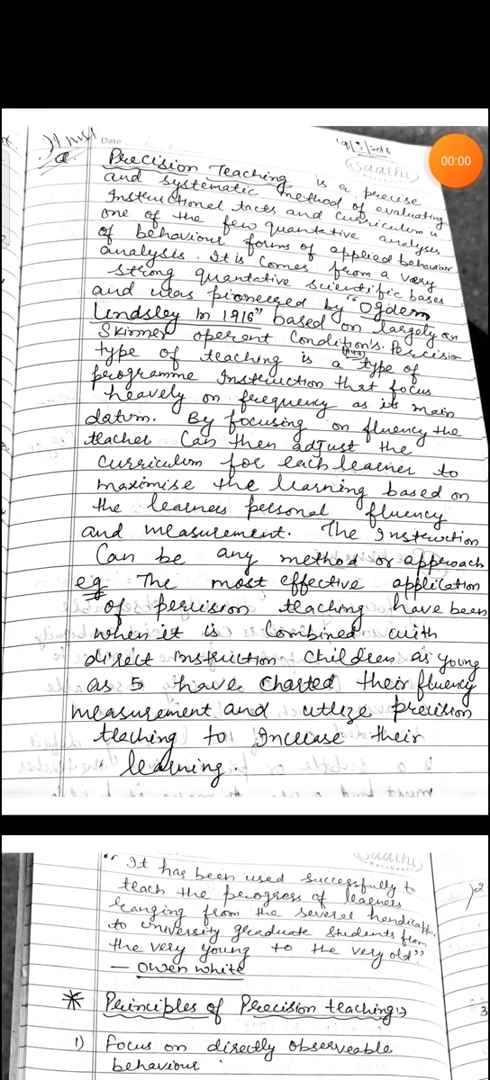 Date
Saathi
00:00
Precision Teaching is a precise
and systematic method of evaluating
Instructional tacts and curriculum is
one of the few quantative analyses
of behaviour forms of applied behaviour
analysis. It is comes from a very
strong quantative scientific bases
and was pioneered by "Ogden
Lindsley in 1916" based on largely on
Skinner operent Condition's. Percision
type of teaching is a type of
programme Instruction that focus
heavely on frequency as its main
datum. By focusing on fluency the
teacher can then adjust the
curriculum for each learner to
maximise the learning based on
the learners personal fluency
and measurement. The Instruction
Can be any method or approach
eg The most effective application
of percision teaching have been
when it is combined with
direct instruction children as young
as 5 have charted their fluency
measurement and utlize precision
teaching to Increase their
learning.
Saathi
" It has been used successfully to
teach the progress of learners
ranging from the several handicapp.
to university graduate students from
the very young to the very old"
— Owen white
* Principles of Precision teaching:
1) Focus on directly observeable
behaviour